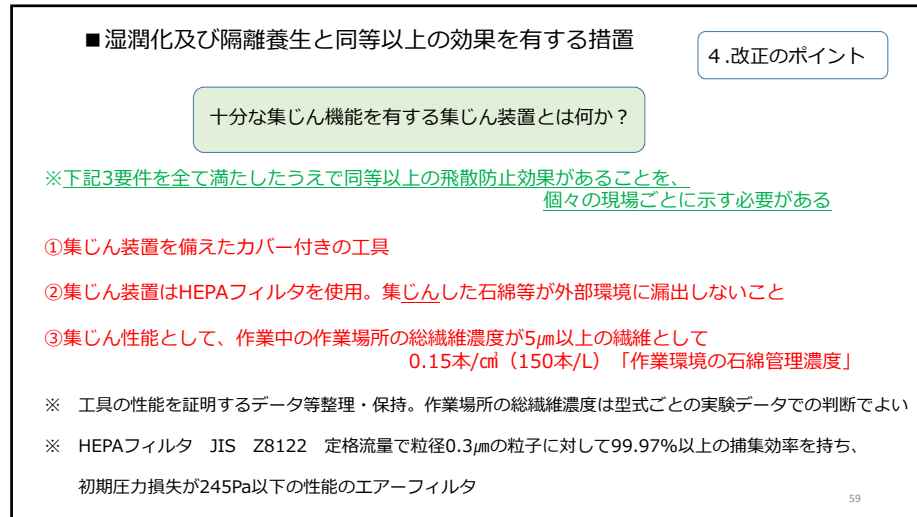 ■湿潤化及び隔離養生と同等以上の効果を有する措置
４.改正のポイント
十分な集じん機能を有する集じん装置とは何か？
※下記3要件を全て満たしたうえで同等以上の飛散防止効果があることを、
個々の現場ごとに示す必要がある
①集じん装置を備えたカバー付きの工具
②集じん装置はHEPAフィルタを使用。集じんした石綿等が外部環境に漏出しないこと
③集じん性能として、作業中の作業場所の総繊維濃度が5㎛以上の繊維として
0.15本/㎤（150本/L）「作業環境の石綿管理濃度」
※　工具の性能を証明するデータ等整理・保持。作業場所の総繊維濃度は型式ごとの実験データでの判断でよい
※　HEPAフィルタ　JIS　Z8122　定格流量で粒径0.3㎛の粒子に対して99.97%以上の捕集効率を持ち、
初期圧力損失が245Pa以下の性能のエアーフィルタ
59